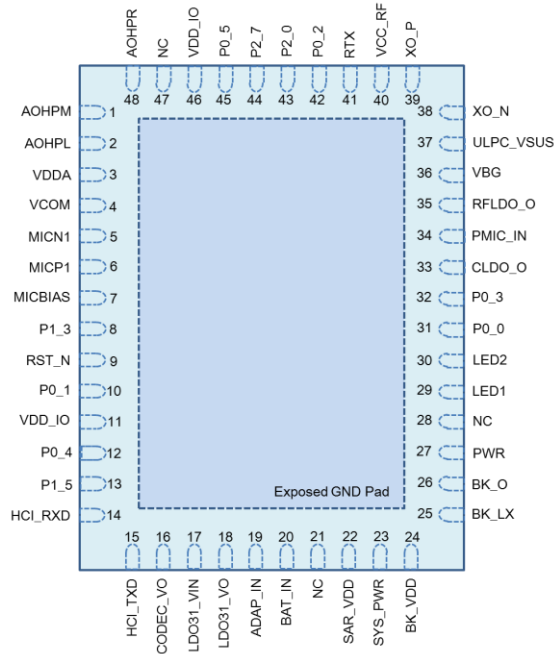 AOHPR NC VDD_IO P0_5 P2_7 P2_0 P0_2 RTX VCC_RF XO_P
48 47 46 45 44 43 42 41 40 39
AOHPM 1 38 XO_N
AOHPL 2 37 ULPC_VSUS
VDDA 3 36 VBG
VCOM 4 35 RFLDO_O
MICN1 5 34 PMIC_IN
MICP1 6 33 CLDO_O
MICBIAS 7 32 P0_3
P1_3 8 31 P0_0
RST_N 9 30 LED2
P0_1 10 29 LED1
VDD_IO 11 28 NC
P0_4 12 27 PWR
P1_5 13 26 BK_O
Exposed GND Pad
HCI_RXD 14 25 BK_LX
15 16 17 18 19 20 21 22 23 24
HCI_TXD CODEC_VO LDO31_VIN LDO31_VO ADAP_IN BAT_IN NC SAR_VDD SYS_PWR BK_VDD